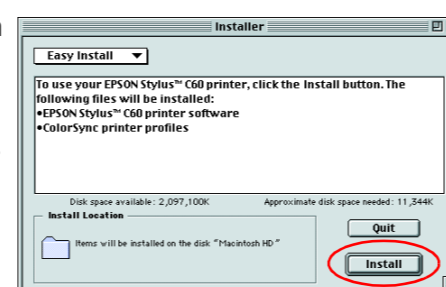 Installer
Easy Install
To use your EPSON Stylus™ C60 printer, click the Install button. The
following files will be installed:
•EPSON Stylus™ C60 printer software
•ColorSync printer profiles
Disk space available: 2,097,100K Approximate disk space needed: 11,344K
Install Location
Items will be installed on the disk "Macintosh HD"
Quit
Install